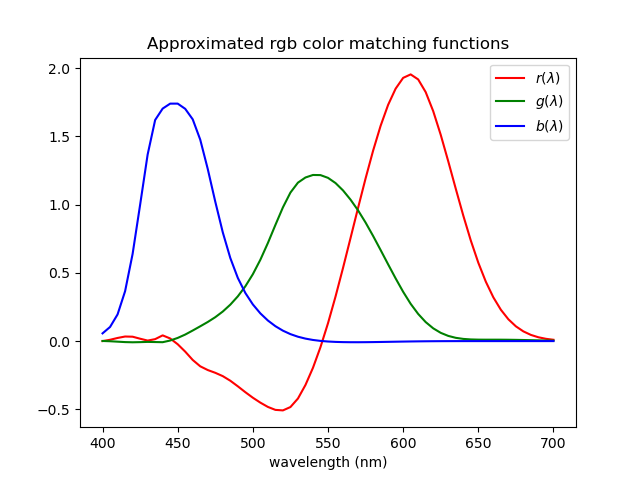 Approximated rgb color matching functions
r(λ)
g(λ)
b(λ)
2.0
1.5
1.0
0.5
0.0
−0.5
400 450 500 550 600 650 700
wavelength (nm)